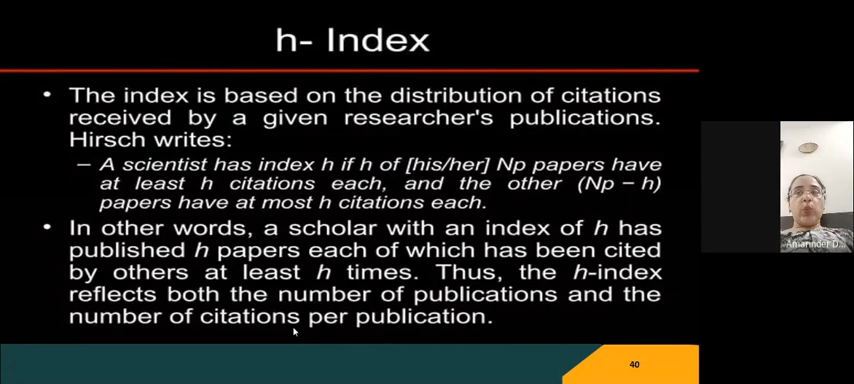 h- Index
• The index is based on the distribution of citations
received by a given researcher's publications.
Hirsch writes:
– A scientist has index h if h of [his/her] Np papers have
at least h citations each, and the other (Np – h)
papers have at most h citations each.
• In other words, a scholar with an index of h has
published h papers each of which has been cited
by others at least h times. Thus, the h-index
reflects both the number of publications and the
number of citations per publication.
40
Amarinder D...